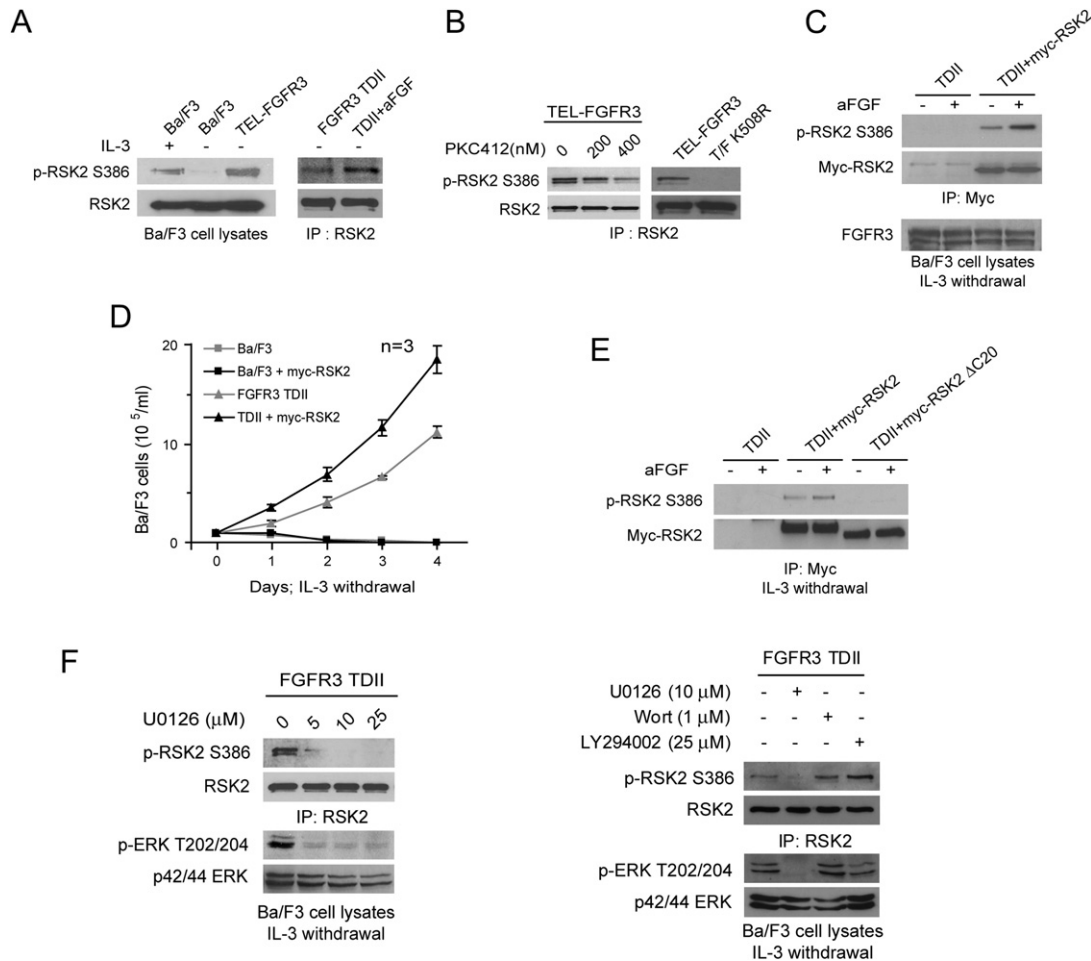 A
Ba/F3 Ba/F3 TEL-FGFR3 FGFR3 TDII TDII+aFGF
IL-3 + - - - -
p-RSK2 S386
RSK2
Ba/F3 cell lysates IP : RSK2
B
TEL-FGFR3 TEL-FGFR3 T/F K508R
PKC412(nM) 0 200 400
p-RSK2 S386
RSK2
IP : RSK2
C
TDII TDII+myc-RSK2
aFGF - + - +
p-RSK2 S386
Myc-RSK2
IP: Myc
FGFR3
Ba/F3 cell lysates
IL-3 withdrawal
D
n=3
Ba/F3
Ba/F3 + myc-RSK2
FGFR3 TDII
TDII + myc-RSK2
Ba/F3 cells (10 5/ml)
20
10
0
0 1 2 3 4
Days; IL-3 withdrawal
E
TDII TDII+myc-RSK2 TDII+myc-RSK2 ΔC20
aFGF - + - + - +
p-RSK2 S386
Myc-RSK2
IP: Myc
IL-3 withdrawal
F
FGFR3 TDII
U0126 (μM) 0 5 10 25
p-RSK2 S386
RSK2
IP: RSK2
p-ERK T202/204
p42/44 ERK
Ba/F3 cell lysates
IL-3 withdrawal
FGFR3 TDII
U0126 (10 μM) - + - -
Wort (1 μM) - - + -
LY294002 (25 μM) - - - +
p-RSK2 S386
RSK2
IP: RSK2
p-ERK T202/204
p42/44 ERK
Ba/F3 cell lysates
IL-3 withdrawal